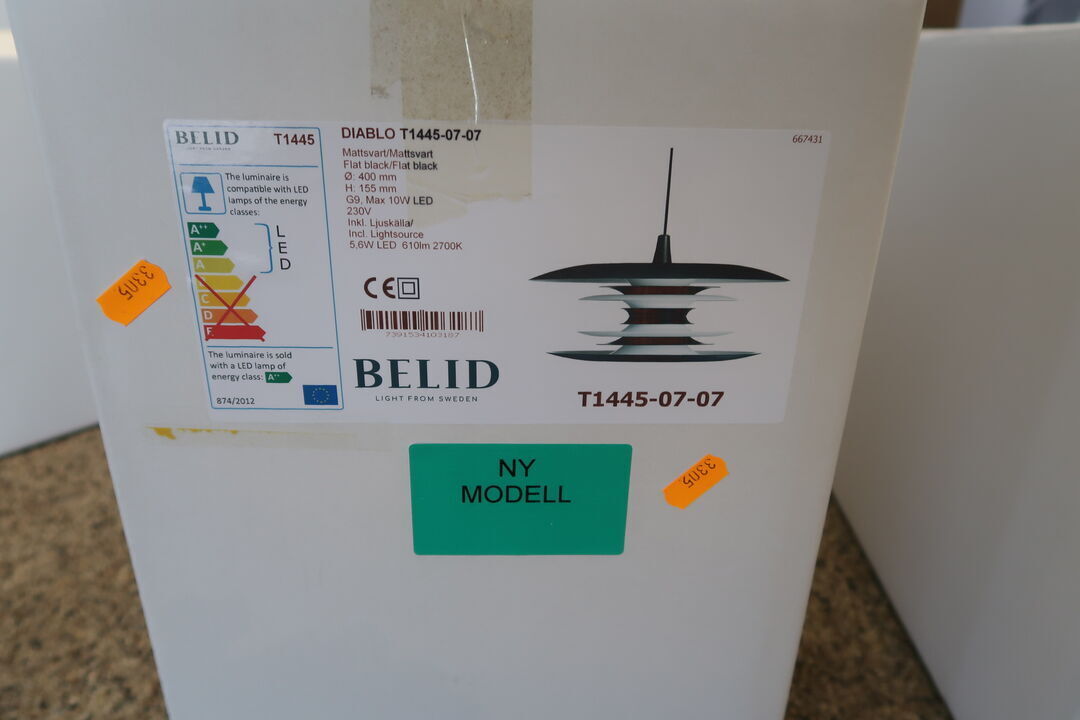 BELID
T1445
The luminaire is
compatible with LED
lamps of the energy
classes:
A++
A+
A
L
E
D
C
D
The luminaire is sold
with a LED lamp of
energy class: A++
874/2012
DIABLO T1445-07-07
Mattsvart/Mattsvart
Flat black/Flat black
Ø: 400 mm
H: 155 mm
G9, Max 10W LED
230V
Inkl. Ljuskälla/
Incl. Lightsource
5,6W LED 610lm 2700K
CE
7391534103187
BELID
LIGHT FROM SWEDEN
667431
T1445-07-07
3305
NY
MODELL
3305